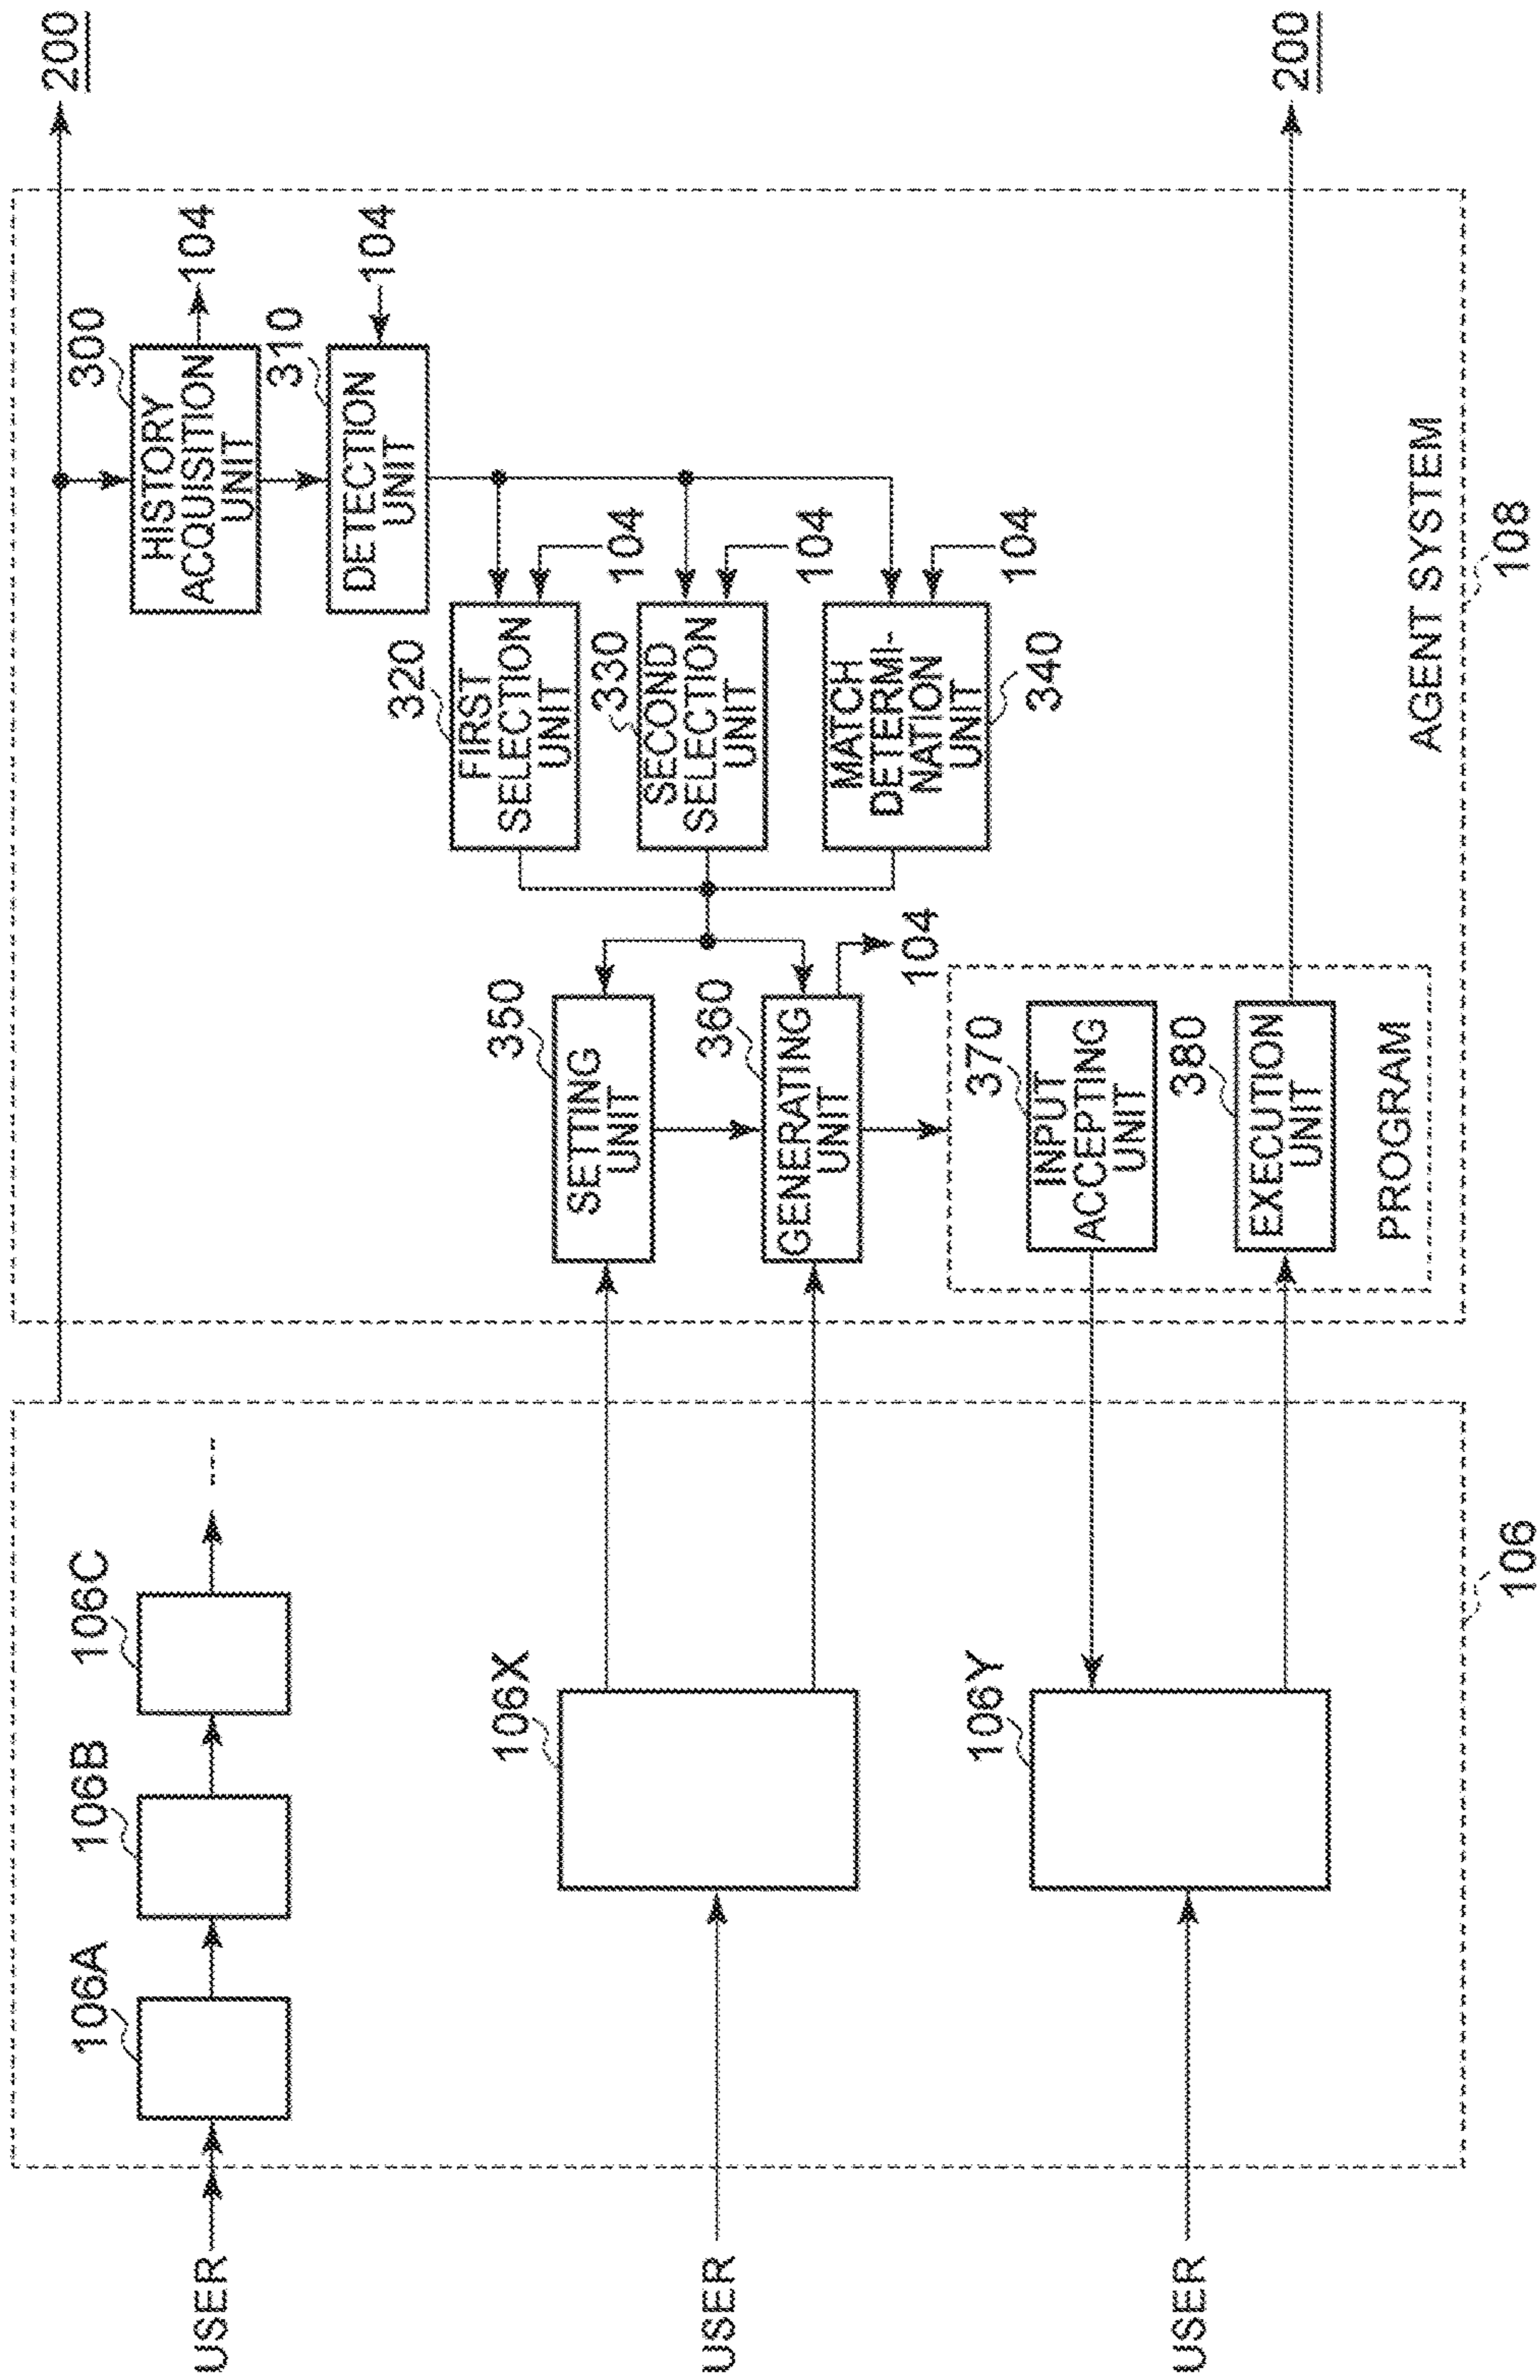 USER
106A
106B
106C
USER
106X
USER
106Y
106
200
300
HISTORY
ACQUISITION
UNIT
104
310
DETECTION
UNIT
104
320
FIRST
SELECTION
UNIT
104
330
SECOND
SELECTION
UNIT
104
MATCH
DETERMI-
NATION
UNIT
340
104
350
SETTING
UNIT
360
GENERATING
UNIT
104
370
INPUT
ACCEPTING
UNIT
380
EXECUTION
UNIT
PROGRAM
200
AGENT SYSTEM
108